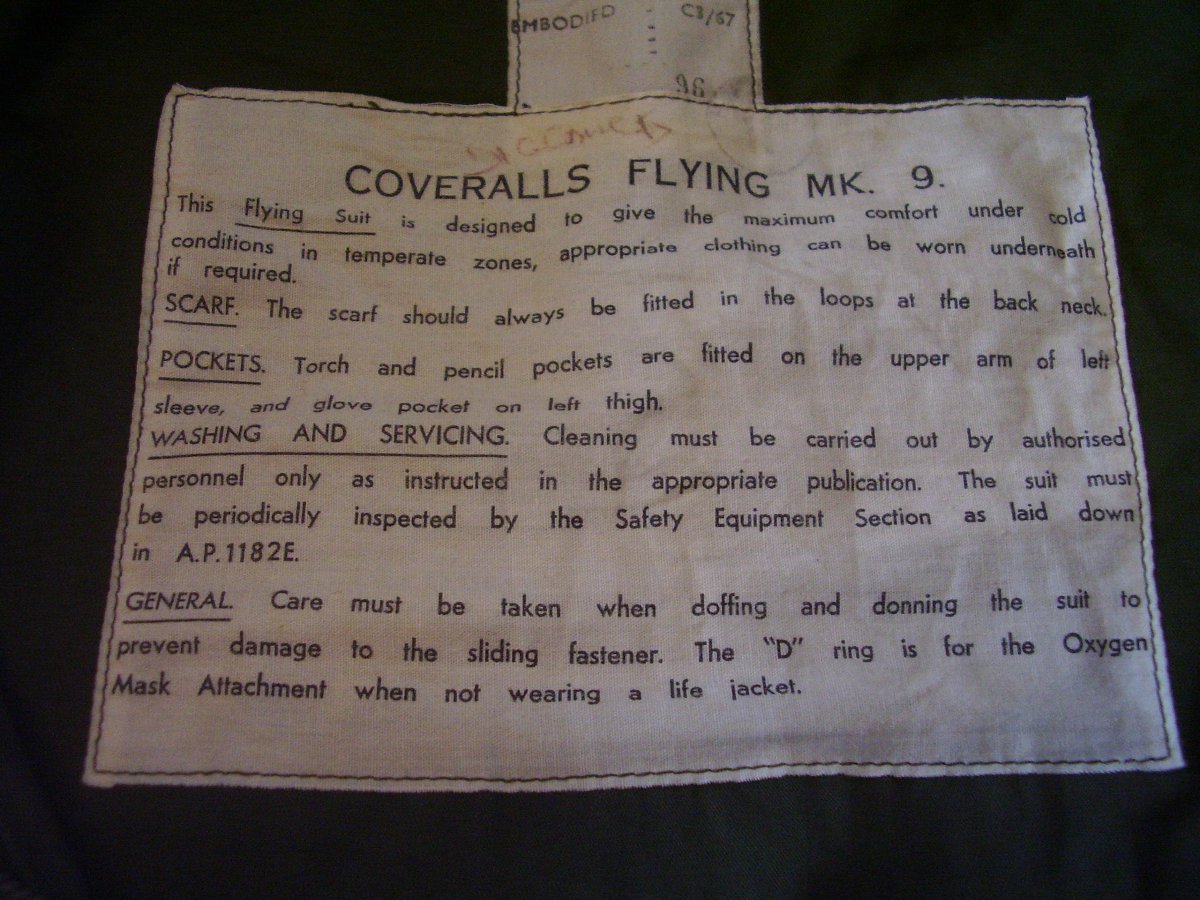 EMBODIED C3/67
96
COVERALLS FLYING MK. 9.
This Flying Suit is designed to give the maximum comfort under cold
conditions in temperate zones, appropriate clothing can be worn underneath
if required.
SCARF. The scarf should always be fitted in the loops at the back neck.
POCKETS. Torch and pencil pockets are fitted on the upper arm of left
sleeve, and glove pocket on left thigh.
WASHING AND SERVICING. Cleaning must be carried out by authorised
personnel only as instructed in the appropriate publication. The suit must
be periodically inspected by the Safety Equipment Section as laid down
in A.P.1182E.
GENERAL. Care must be taken when doffing and donning the suit to
prevent damage to the sliding fastener. The "D" ring is for the Oxygen
Mask Attachment when not wearing a life jacket.